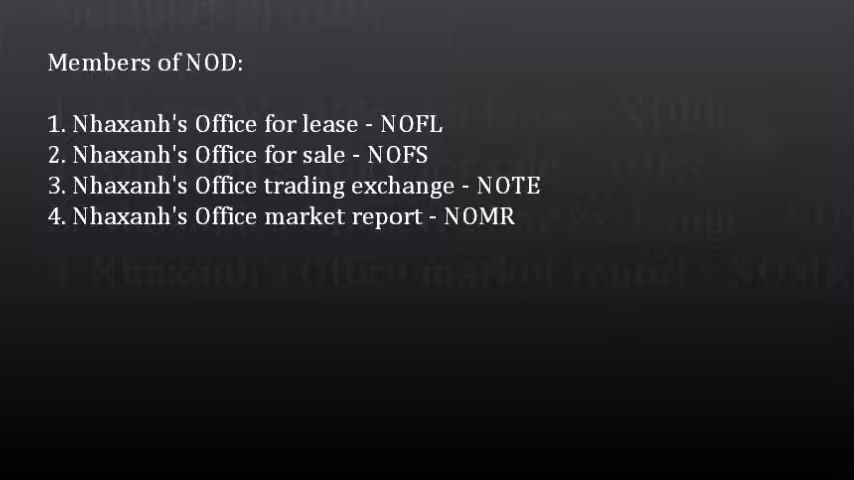 Members of NOD:
1. Nhaxanh's Office for lease - NOFL
2. Nhaxanh's Office for sale - NOFS
3. Nhaxanh's Office trading exchange - NOTE
4. Nhaxanh's Office market report - NOMR